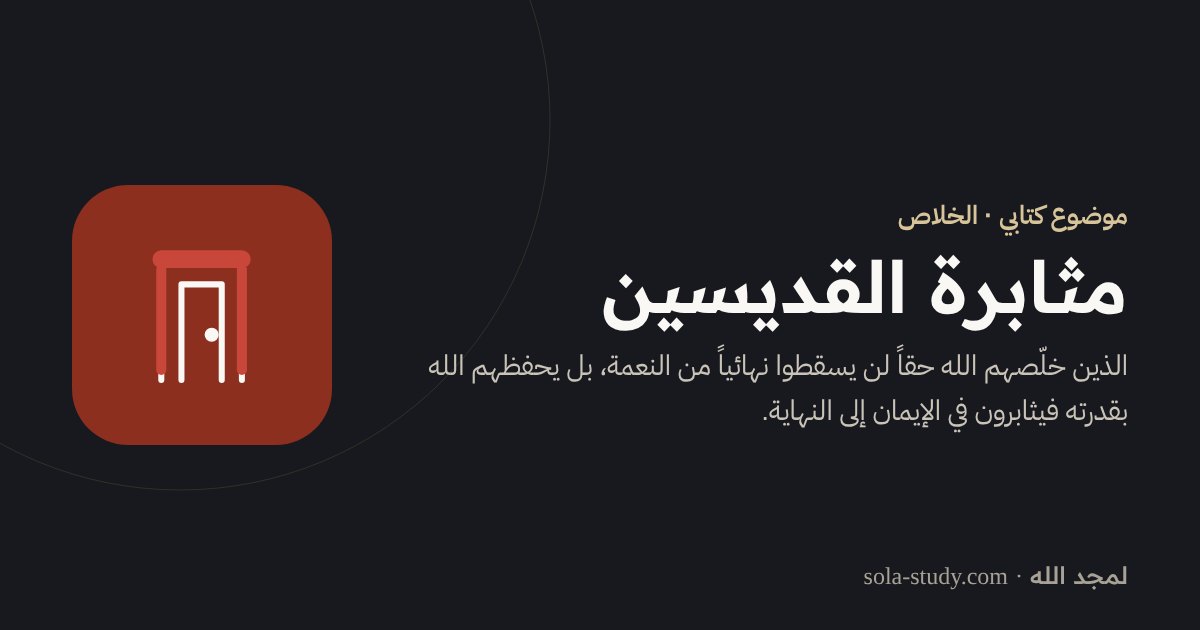 موضوع كتابي · الخلاص
مثابرة القديسين
الذين خلّصهم الله حقاً لن يسقطوا نهائياً من النعمة، بل يحفظهم الله
بقدرته فيثابرون في الإيمان إلى النهاية.
لمجد الله · sola-study.com